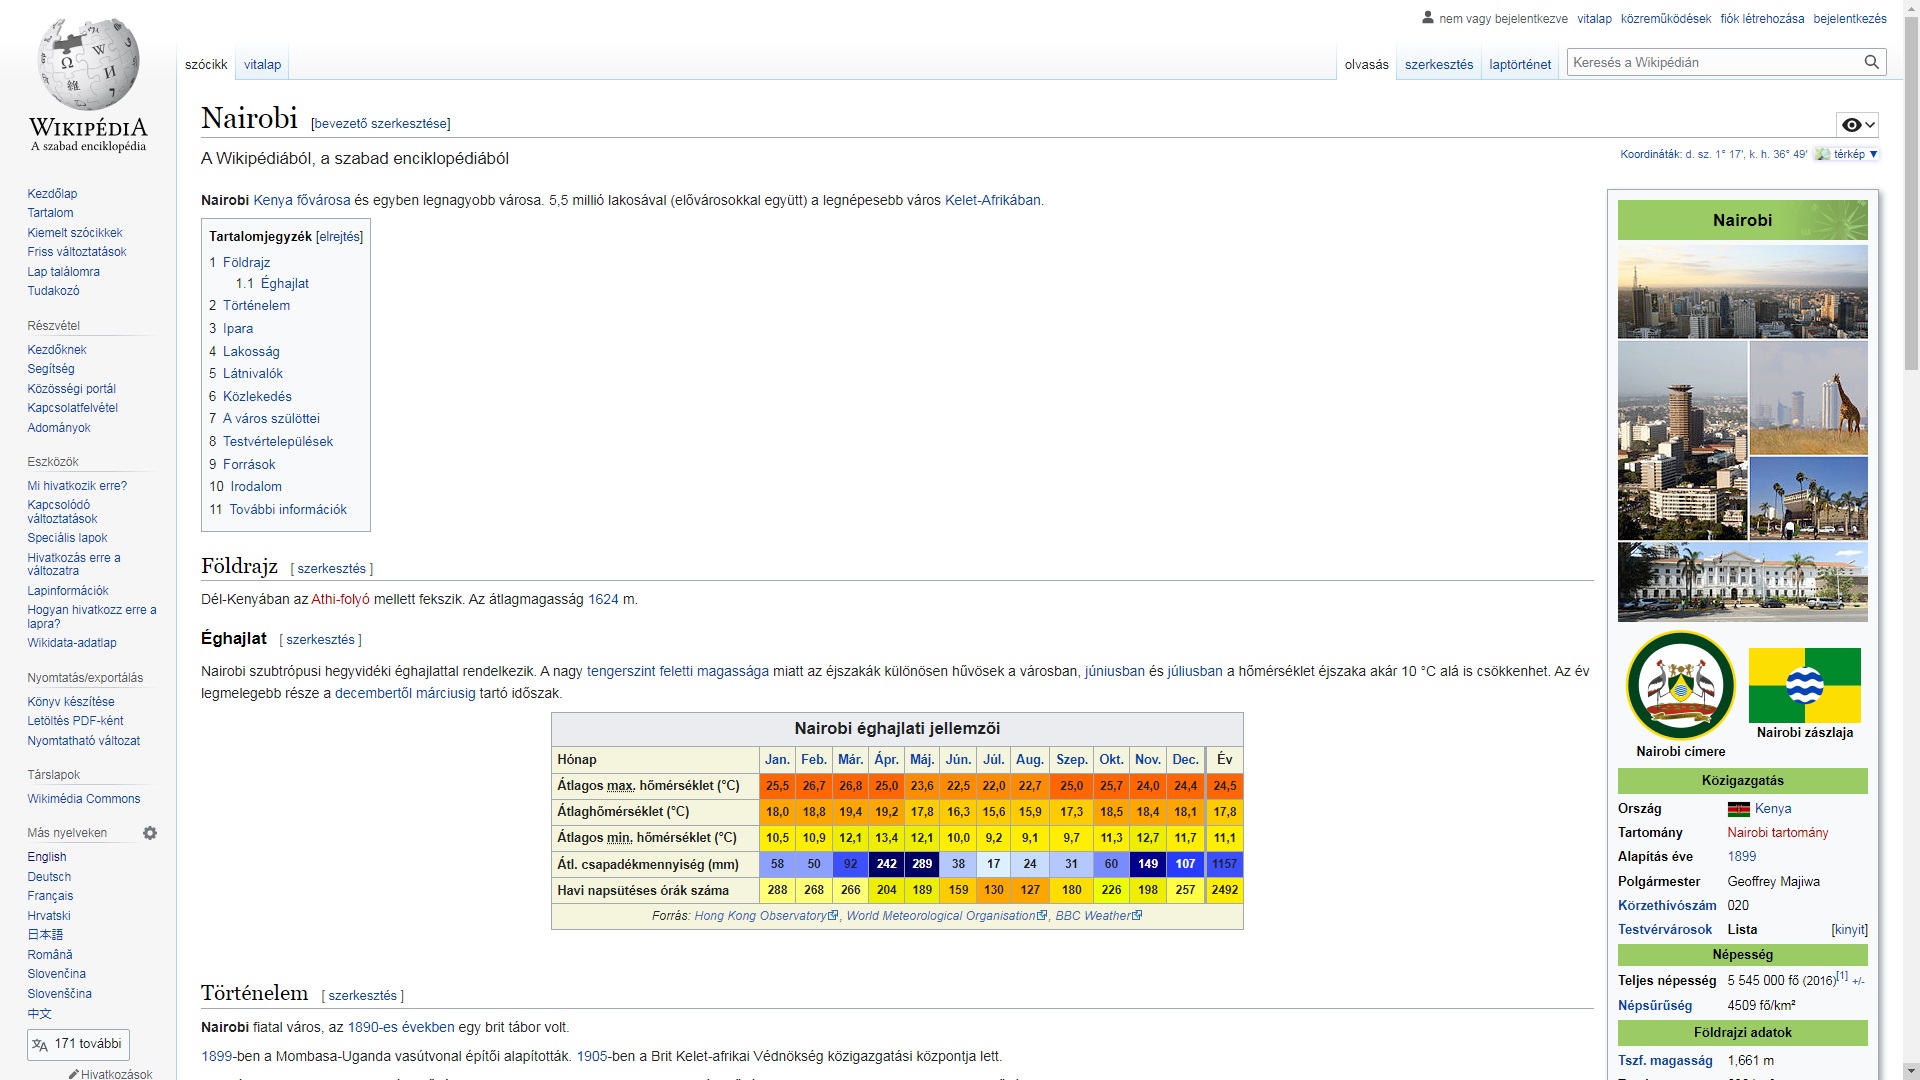 WIKIPÉDIA
A szabad enciklopédia
nem vagy bejelentkezve vitalap közreműködések fiók létrehozása bejelentkezés
szócikk vitalap
olvasás szerkesztés laptörténet Keresés a Wikipédián
Kezdőlap
Tartalom
Kiemelt szócikkek
Friss változtatások
Lap találomra
Tudakozó
Részvétel
Kezdőknek
Segítség
Közösségi portál
Kapcsolatfelvétel
Adományok
Eszközök
Mi hivatkozik erre?
Kapcsolódó
változtatások
Speciális lapok
Hivatkozás erre a
változatra
Lapinformációk
Hogyan hivatkozz erre a
lapra?
Wikidata-adatlap
Nyomtatás/exportálás
Könyv készítése
Letöltés PDF-ként
Nyomtatható változat
Társlapok
Wikimédia Commons
Más nyelveken
English
Deutsch
Français
Hrvatski
日本語
Română
Slovenčina
Slovenščina
中文
171 további
Hivatkozások
Nairobi [bevezető szerkesztése]
A Wikipédiából, a szabad enciklopédiából
Koordináták: d. sz. 1° 17′, k. h. 36° 49′ térkép ▼
Nairobi Kenya fővárosa és egyben legnagyobb városa. 5,5 millió lakosával (elővárosokkal együtt) a legnépesebb város Kelet-Afrikában.
Tartalomjegyzék [elrejtés]
1 Földrajz
1.1 Éghajlat
2 Történelem
3 Ipara
4 Lakosság
5 Látnivalók
6 Közlekedés
7 A város szülöttei
8 Testvértelepülések
9 Források
10 Irodalom
11 További információk
Földrajz [ szerkesztés ]
Dél-Kenyában az Athi-folyó mellett fekszik. Az átlagmagasság 1624 m.
Éghajlat [ szerkesztés ]
Nairobi szubtrópusi hegyvidéki éghajlattal rendelkezik. A nagy tengerszint feletti magassága miatt az éjszakák különösen hűvösek a városban, júniusban és júliusban a hőmérséklet éjszaka akár 10 °C alá is csökkenhet. Az év
legmelegebb része a decembertől márciusig tartó időszak.
Nairobi éghajlati jellemzői
Hónap Jan. Feb. Már. Ápr. Máj. Jún. Júl. Aug. Szep. Okt. Nov. Dec. Év
Átlagos max. hőmérséklet (°C) 25,5 26,7 26,8 25,0 23,6 22,5 22,0 22,7 25,0 25,7 24,0 24,4 24,5
Átlaghőmérséklet (°C) 18,0 18,8 19,4 19,2 17,8 16,3 15,6 15,9 17,3 18,5 18,4 18,1 17,8
Átlagos min. hőmérséklet (°C) 10,5 10,9 12,1 13,4 12,1 10,0 9,2 9,1 9,7 11,3 12,7 11,7 11,1
Átl. csapadékmennyiség (mm) 58 50 92 242 289 38 17 24 31 60 149 107 1157
Havi napsütéses órák száma 288 268 266 204 189 159 130 127 180 226 198 257 2492
Forrás: Hong Kong Observatory, World Meteorological Organisation, BBC Weather
Történelem [ szerkesztés ]
Nairobi fiatal város, az 1890-es években egy brit tábor volt.
1899-ben a Mombasa-Uganda vasútvonal építői alapították. 1905-ben a Brit Kelet-afrikai Védnökség közigazgatási központja lett.
Nairobi
Nairobi címere
Nairobi zászlaja
Közigazgatás
Ország Kenya
Tartomány Nairobi tartomány
Alapítás éve 1899
Polgármester Geoffrey Majiwa
Körzethívószám 020
Testvérvárosok Lista [kinyit]
Népesség
Teljes népesség 5 545 000 fő (2016)[1] +/-
Népsűrűség 4509 fő/km²
Földrajzi adatok
Tszf. magasság 1,661 m